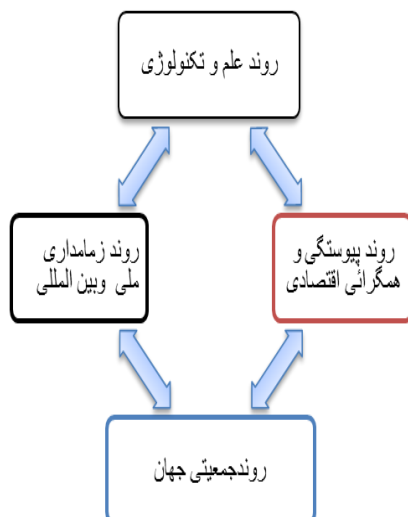 روند علم و تکنولوژی
روند پیوستگی و
همگرائی اقتصادی
روند زمامداری
ملی وبین المللی
روندجمعیتی جهان